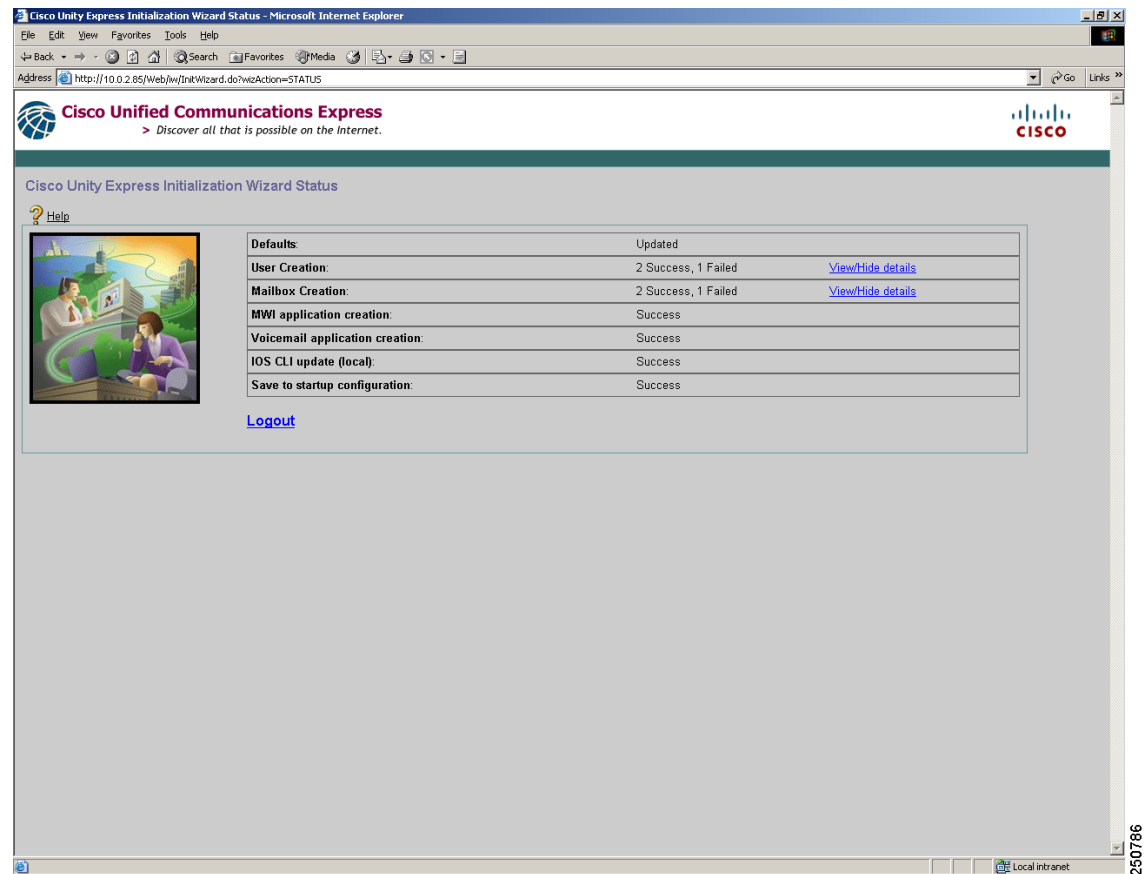 Cisco Unity Express Initialization Wizard Status - Microsoft Internet Explorer
File Edit View Favorites Tools Help
Back Search Favorites Media
Address http://10.0.2.85/Web/iw/InitWizard.do?wizAction=STATUS Go Links »
Cisco Unified Communications Express
> Discover all that is possible on the Internet.
CISCO
Cisco Unity Express Initialization Wizard Status
Help
Defaults: Updated
User Creation: 2 Success, 1 Failed View/Hide details
Mailbox Creation: 2 Success, 1 Failed View/Hide details
MWI application creation: Success
Voicemail application creation: Success
IOS CLI update (local): Success
Save to startup configuration: Success
Logout
Local intranet
250786